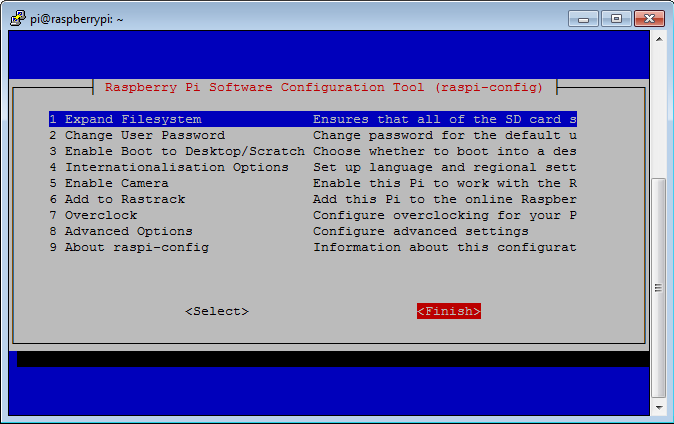 pi@raspberrypi: ~
Raspberry Pi Software Configuration Tool (raspi-config)
1 Expand Filesystem Ensures that all of the SD card s
2 Change User Password Change password for the default u
3 Enable Boot to Desktop/Scratch Choose whether to boot into a des
4 Internationalisation Options Set up language and regional sett
5 Enable Camera Enable this Pi to work with the R
6 Add to Rastrack Add this Pi to the online Raspber
7 Overclock Configure overclocking for your P
8 Advanced Options Configure advanced settings
9 About raspi-config Information about this configurat
<Select> <Finish>